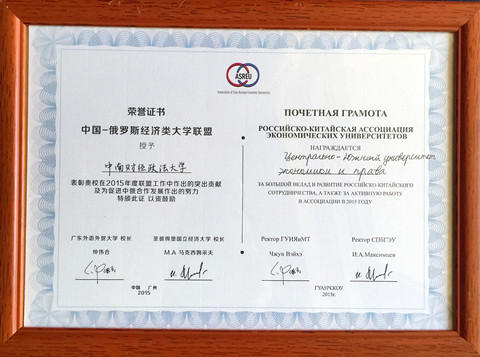 ASREU
Association of Sino-Russian Economic Universities
荣誉证书
中国-俄罗斯经济类大学联盟
授予
中南财经政法大学
表彰贵校在2015年度联盟工作中作出的突出贡献
及促进中俄合作发展作出的努力
特颁此证 以资鼓励
广东外语外贸大学 校长
圣彼得堡国立经济大学 校长
仲伟合
М.А 马克西姆采夫
中国 广州
2015
ПОЧЕТНАЯ ГРАМОТА
РОССИЙСКО-КИТАЙСКАЯ АССОЦИАЦИЯ
ЭКОНОМИЧЕСКИХ УНИВЕРСИТЕТОВ
НАГРАЖДАЕТСЯ
Центрально-Южный университет
экономики и права
ЗА БОЛЬШОЙ ВКЛАД В РАЗВИТИЕ РОССИЙСКО-КИТАЙСКОГО
СОТРУДНИЧЕСТВА, А ТАКЖЕ ЗА АКТИВНУЮ РАБОТУ
В АССОЦИАЦИИ В 2015 ГОДУ
Ректор ГУИЯиМТ
Ректор СПбГЭУ
Чжун Вэйхэ
И.А.Максимцев
ГУАНЧЖОУ
2015г.